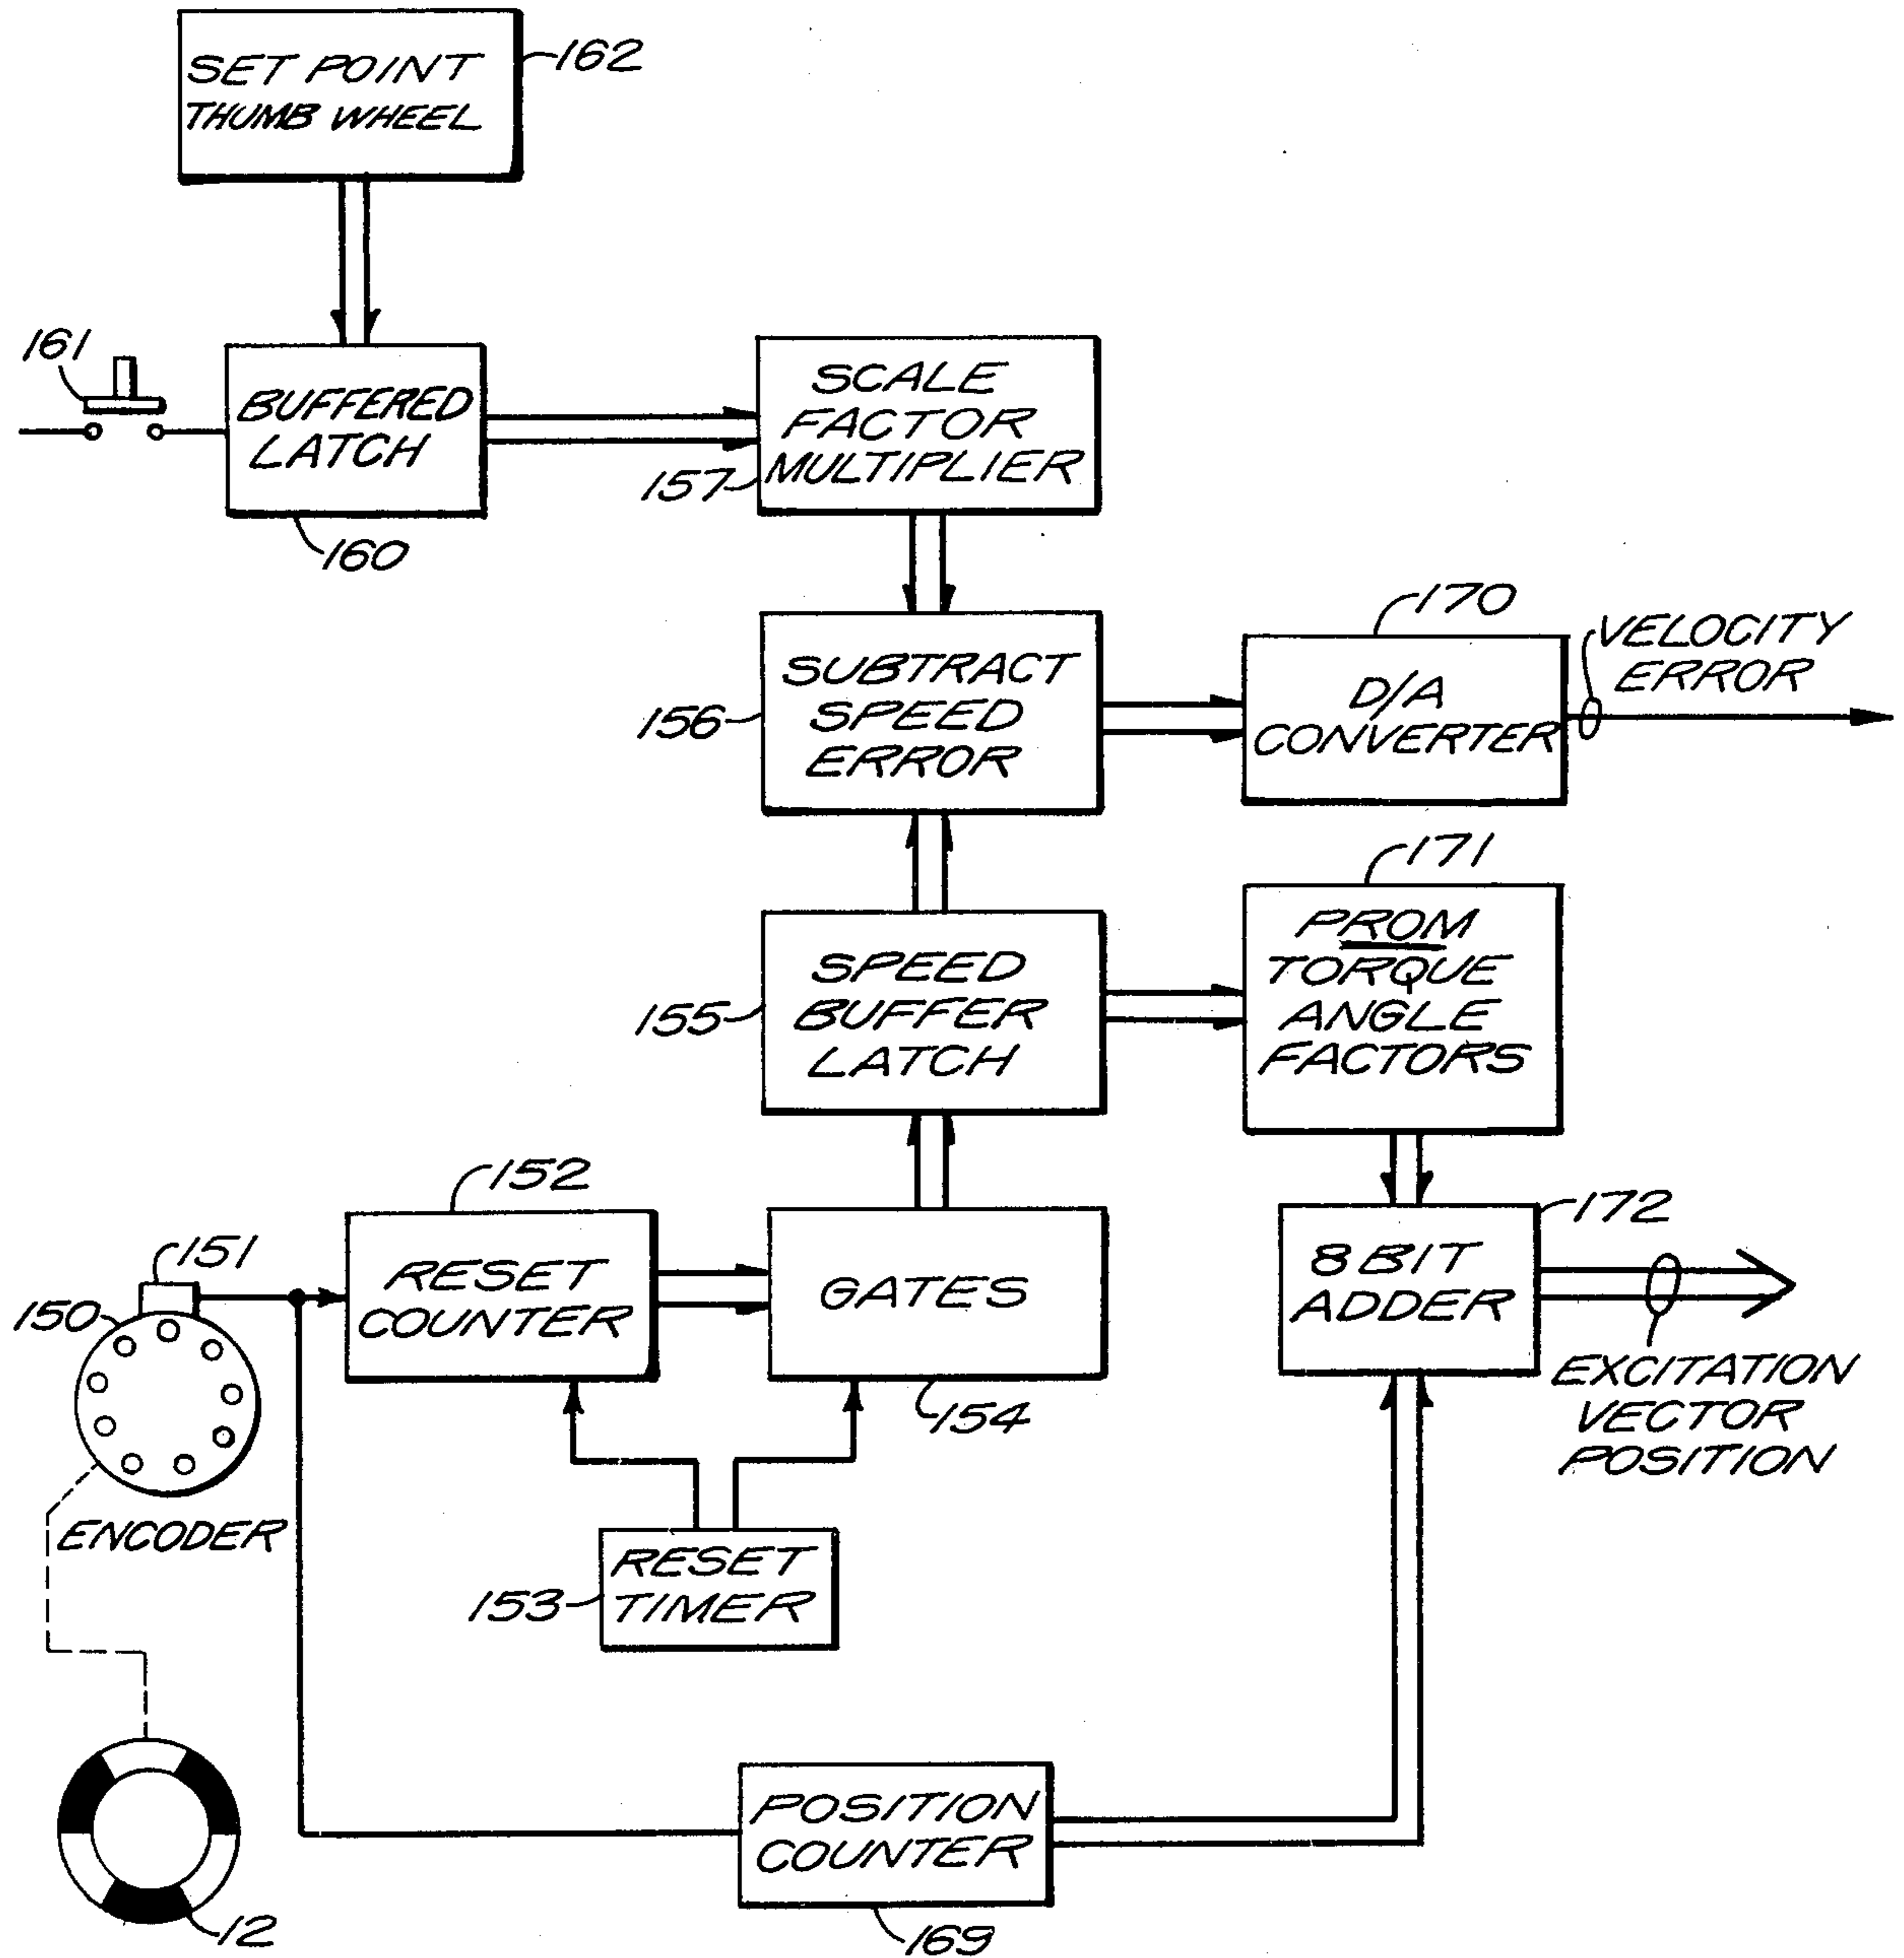 SET POINT
THUMB WHEEL
162
161
BUFFERED
LATCH
160
SCALE
FACTOR
MULTIPLIER
157
SUBTRACT
SPEED
ERROR
156
170
D/A
CONVERTER
VELOCITY
ERROR
171
PROM
TORQUE
ANGLE
FACTORS
SPEED
BUFFER
LATCH
155
152
RESET
COUNTER
GATES
154
172
8 BIT
ADDER
EXCITATION
VECTOR
POSITION
151
150
ENCODER
RESET
TIMER
153
POSITION
COUNTER
169
12